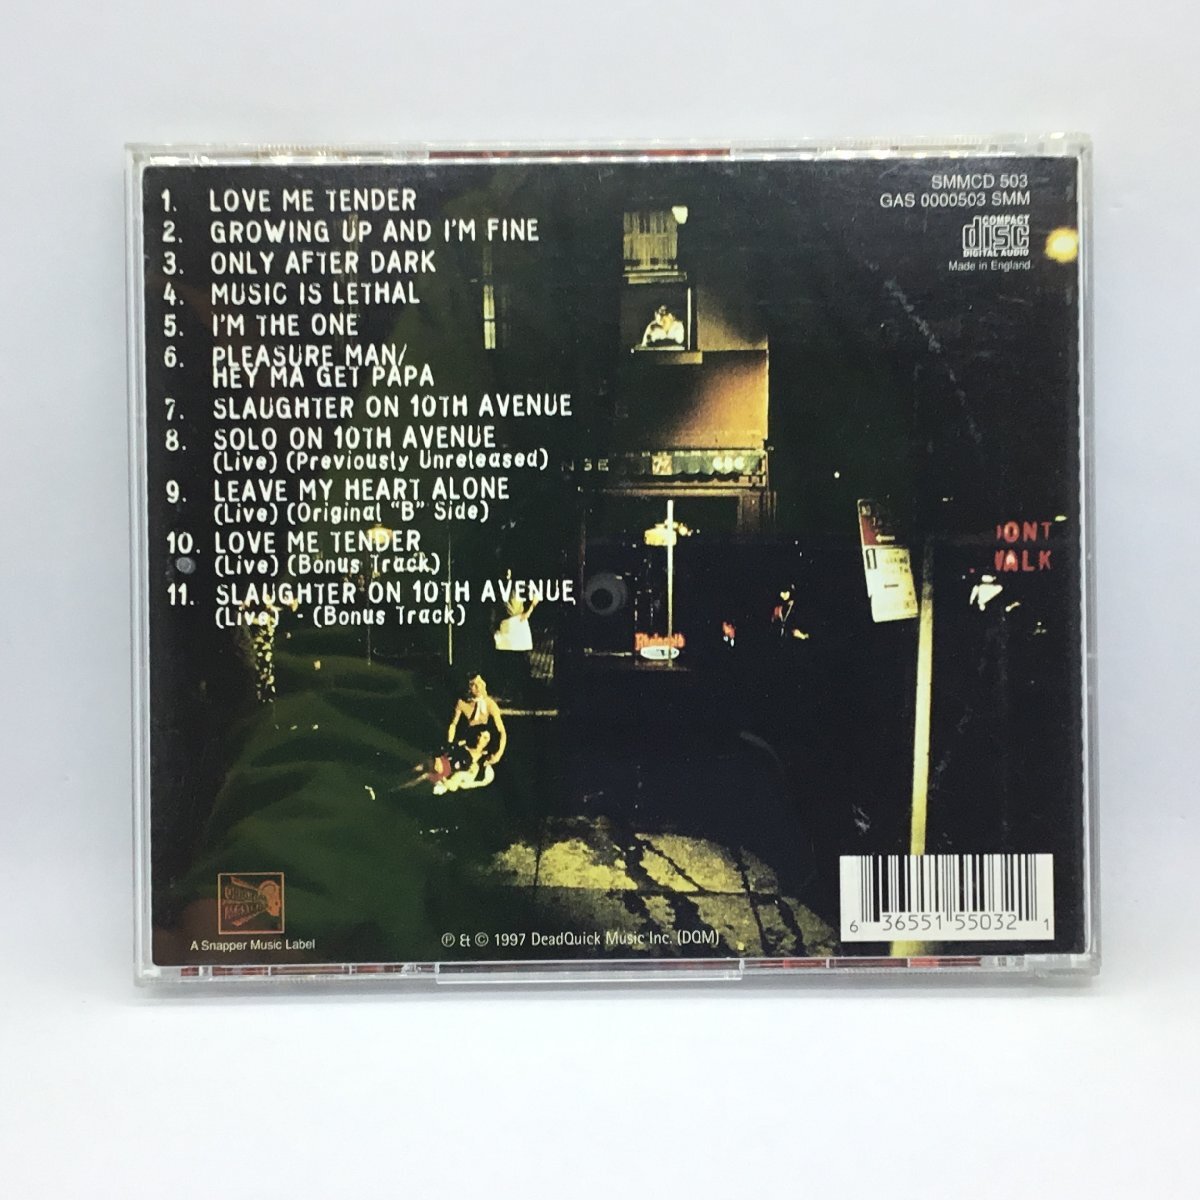 1. LOVE ME TENDER
2. GROWING UP AND I'M FINE
3. ONLY AFTER DARK
4. MUSIC IS LETHAL
5. I'M THE ONE
6. PLEASURE MAN/
HEY MA GET PAPA
7. SLAUGHTER ON 10TH AVENUE
8. SOLO ON 10TH AVENUE
(Live) (Previously Unreleased)
9. LEAVE MY HEART ALONE
(Live) (Original "B" Side)
10. LOVE ME TENDER
(Live) (Bonus Track)
11. SLAUGHTER ON 10TH AVENUE
(Live) - (Bonus Track)
SMMCD 503
GAS 0000503 SMM
COMPACT
disc
DIGITAL AUDIO
Made in England
DONT
WALK
A Snapper Music Label
℗ & © 1997 DeadQuick Music Inc. (DQM)
6 36551 55032 1